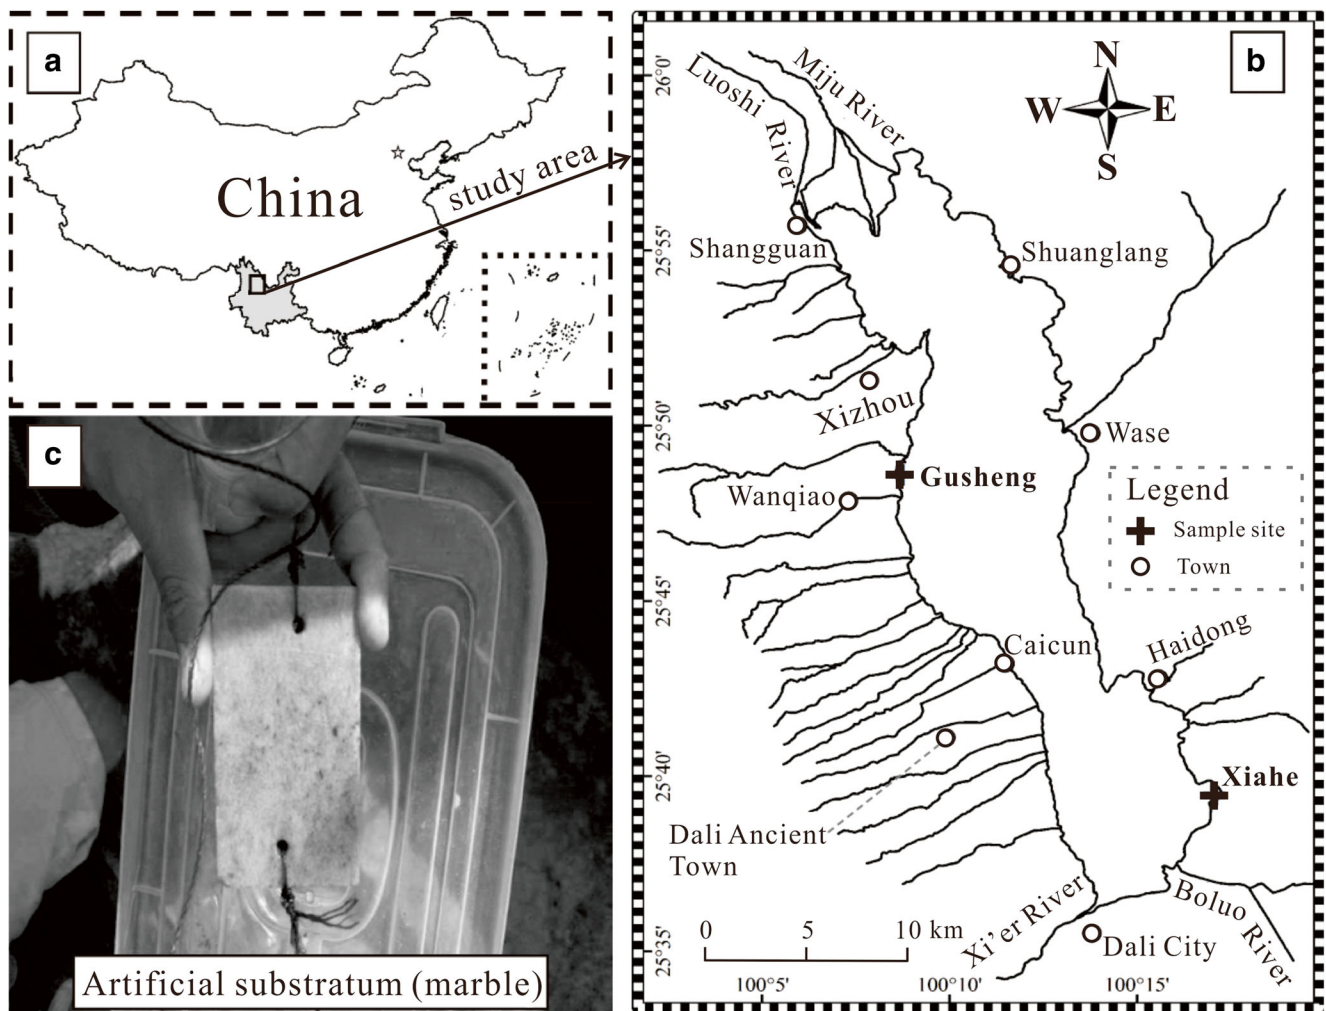 a
China
study area
c
Artificial substratum (marble)
b
N
W E
S
Luoshi
River
Miju River
Shangguan
Shuanglang
Xizhou
Wase
Gusheng
Wanqiao
Legend
Sample site
Town
Caicun
Haidong
Xiahe
Dali Ancient
Town
Boluo
River
Xi'er River
Dali City
0 5 10 km
26°0'
25°55'
25°50'
25°45'
25°40'
25°35'
100°5' 100°10' 100°15'